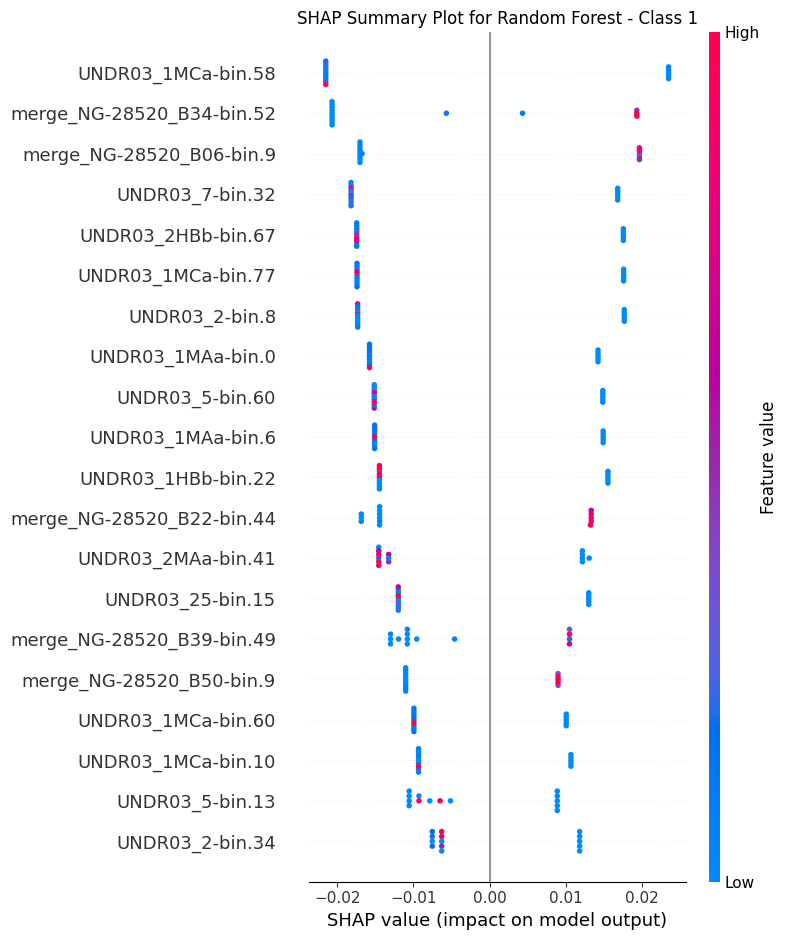 SHAP Summary Plot for Random Forest - Class 1
High
UNDR03_1MCa-bin.58
merge_NG-28520_B34-bin.52
merge_NG-28520_B06-bin.9
UNDR03_7-bin.32
UNDR03_2HBb-bin.67
UNDR03_1MCa-bin.77
UNDR03_2-bin.8
UNDR03_1MAa-bin.0
UNDR03_5-bin.60
UNDR03_1MAa-bin.6
UNDR03_1HBb-bin.22
merge_NG-28520_B22-bin.44
UNDR03_2MAa-bin.41
UNDR03_25-bin.15
merge_NG-28520_B39-bin.49
merge_NG-28520_B50-bin.9
UNDR03_1MCa-bin.60
UNDR03_1MCa-bin.10
UNDR03_5-bin.13
UNDR03_2-bin.34
Feature value
Low
−0.02 −0.01 0.00 0.01 0.02
SHAP value (impact on model output)